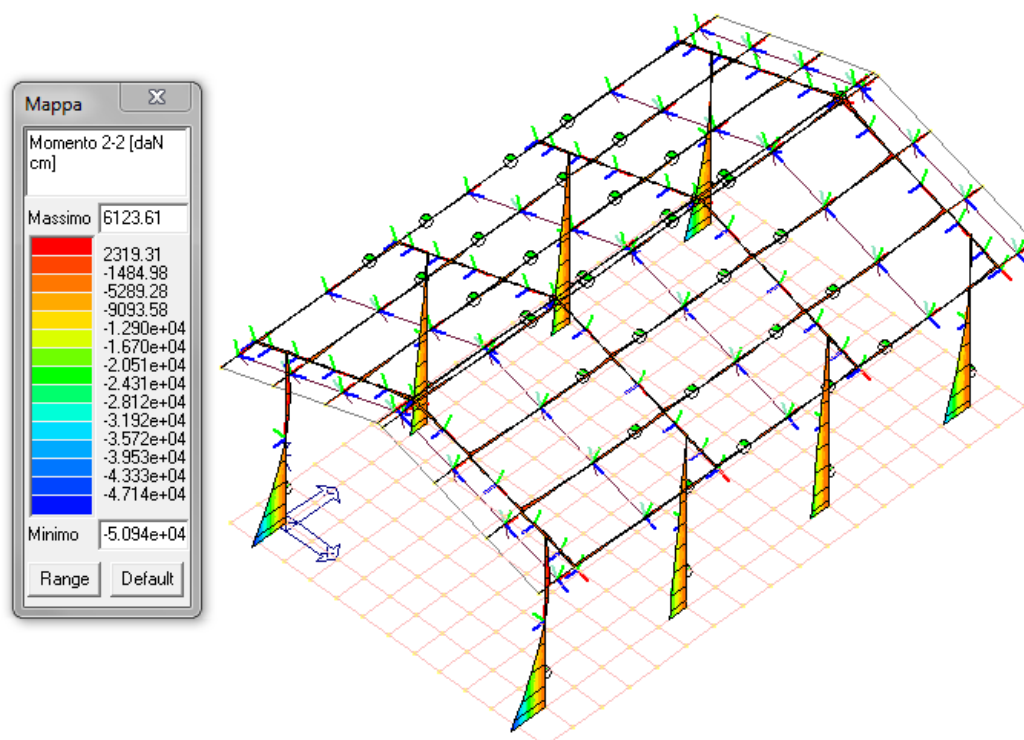 Mappa
Momento 2-2 [daN
cm]
Massimo 6123.61
2319.31
-1484.98
-5289.28
-9093.58
-1.290e+04
-1.670e+04
-2.051e+04
-2.431e+04
-2.812e+04
-3.192e+04
-3.572e+04
-3.953e+04
-4.333e+04
-4.714e+04
Minimo -5.094e+04
Range Default